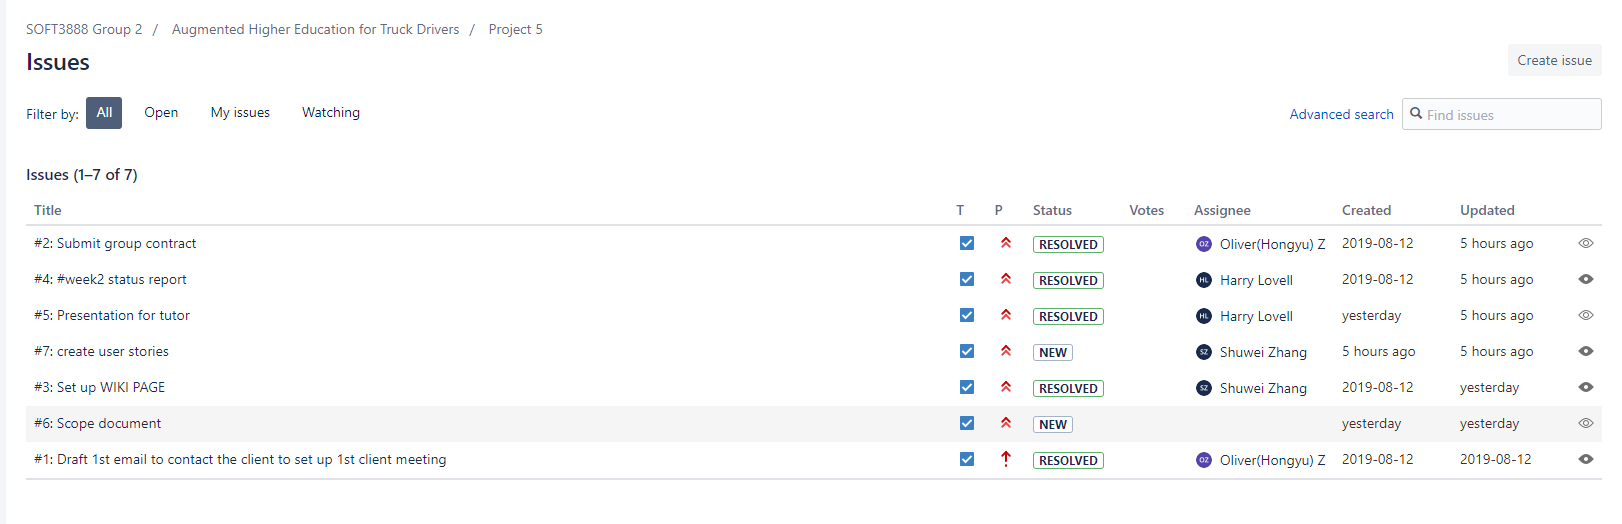 SOFT3888 Group 2 / Augmented Higher Education for Truck Drivers / Project 5
Issues
Create issue
Filter by: All Open My issues Watching
Advanced search Find issues
Issues (1–7 of 7)
Title T P Status Votes Assignee Created Updated
#2: Submit group contract RESOLVED OZ Oliver(Hongyu) Z 2019-08-12 5 hours ago
#4: #week2 status report RESOLVED HL Harry Lovell 2019-08-12 5 hours ago
#5: Presentation for tutor RESOLVED HL Harry Lovell yesterday 5 hours ago
#7: create user stories NEW SZ Shuwei Zhang 5 hours ago 5 hours ago
#3: Set up WIKI PAGE RESOLVED SZ Shuwei Zhang 2019-08-12 yesterday
#6: Scope document NEW yesterday yesterday
#1: Draft 1st email to contact the client to set up 1st client meeting RESOLVED OZ Oliver(Hongyu) Z 2019-08-12 2019-08-12